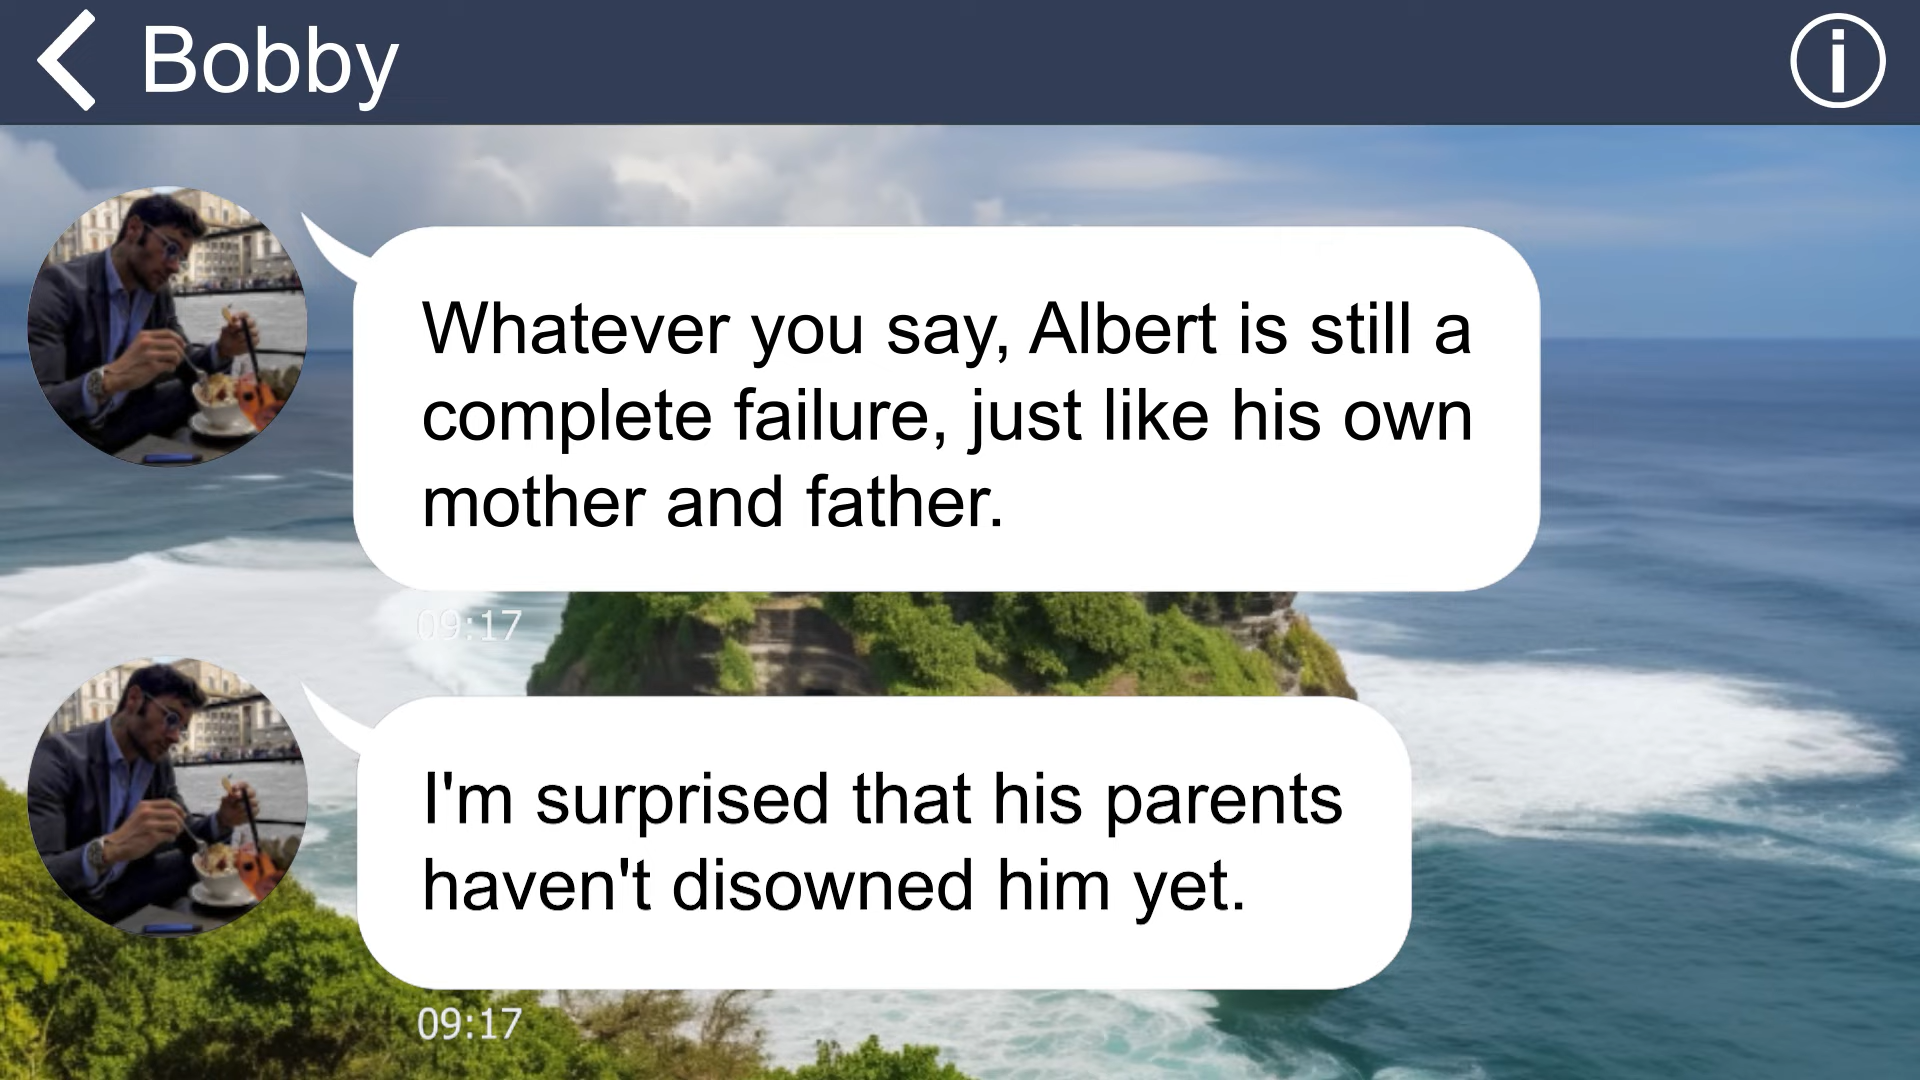 Bobby
Whatever you say, Albert is still a
complete failure, just like his own
mother and father.
09:17
I'm surprised that his parents
haven't disowned him yet.
09:17